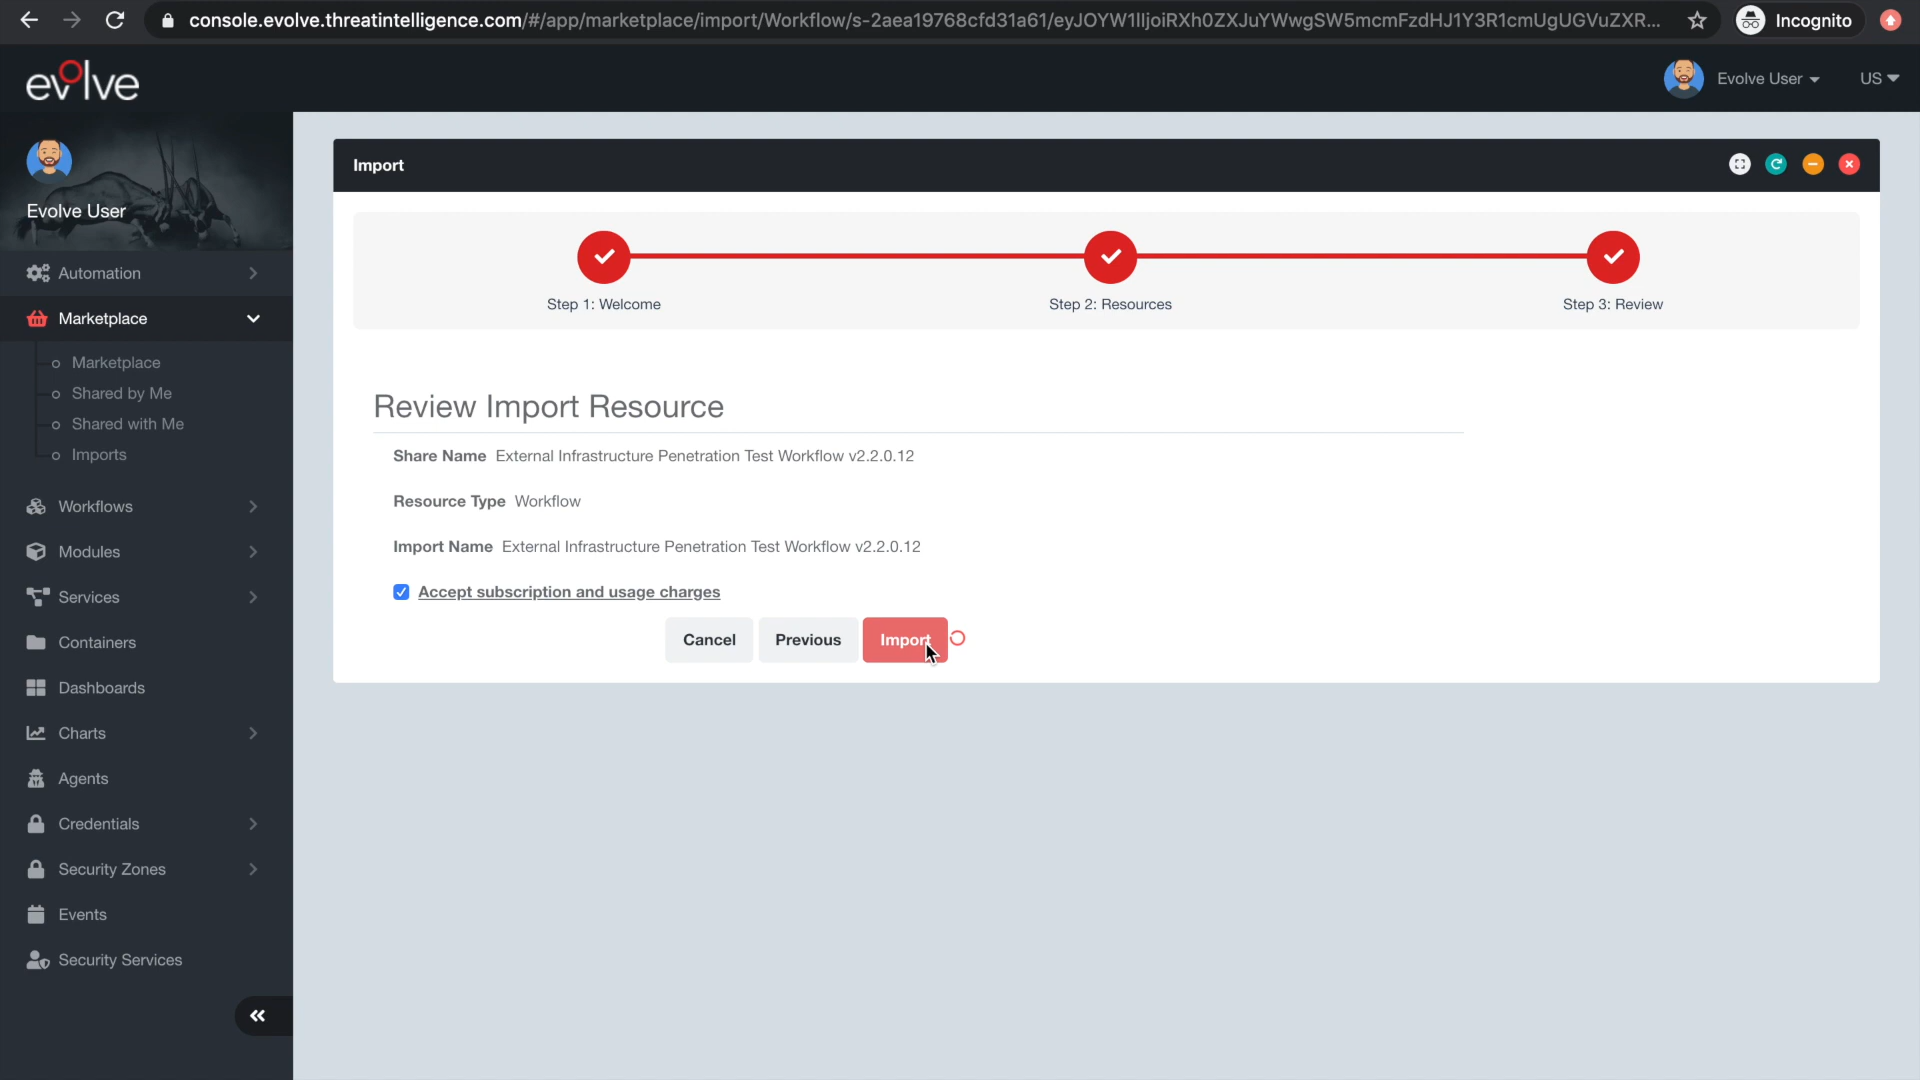 console.evolve.threatintelligence.com/#/app/marketplace/import/Workflow/s-2aea19768cfd31a61/eyJOYW1lIjoiRXh0ZXJuYWwgSW5mcmFzdHJ1Y3R1cmUgUGVuZXR...
Incognito
evolve
Evolve User
US
Evolve User
Automation
Marketplace
Marketplace
Shared by Me
Shared with Me
Imports
Workflows
Modules
Services
Containers
Dashboards
Charts
Agents
Credentials
Security Zones
Events
Security Services
Import
Step 1: Welcome
Step 2: Resources
Step 3: Review
Review Import Resource
Share Name External Infrastructure Penetration Test Workflow v2.2.0.12
Resource Type Workflow
Import Name External Infrastructure Penetration Test Workflow v2.2.0.12
Accept subscription and usage charges
Cancel
Previous
Import